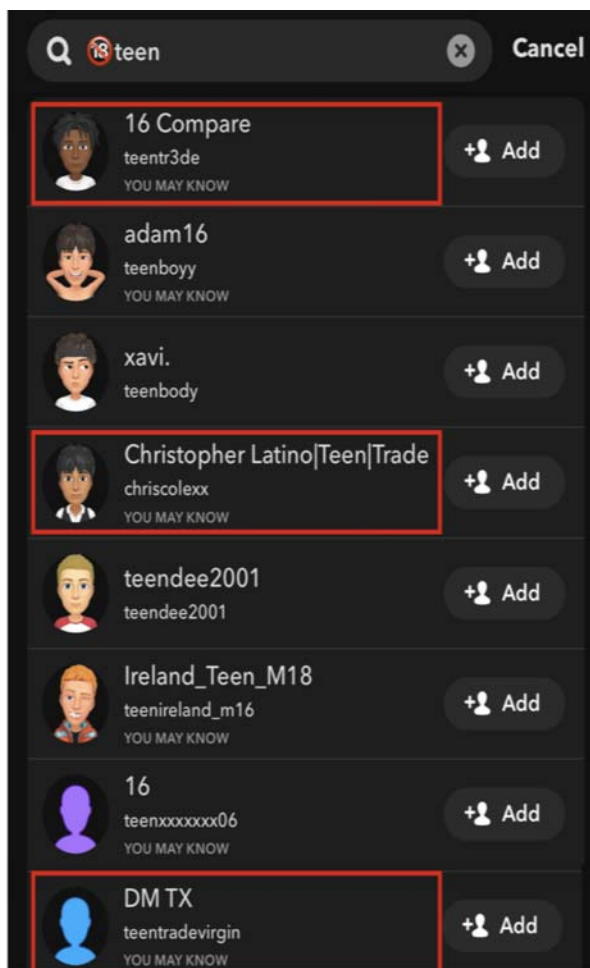 🔞teen
Cancel
16 Compare
teentr3de
YOU MAY KNOW
Add
adam16
teenboyy
YOU MAY KNOW
Add
xavi.
teenbody
Add
Christopher Latino|Teen|Trade
chriscolexx
YOU MAY KNOW
Add
teendee2001
teendee2001
Add
Ireland_Teen_M18
teenireland_m16
YOU MAY KNOW
Add
16
teenxxxxxxx06
YOU MAY KNOW
Add
DM TX
teentradevirgin
YOU MAY KNOW
Add